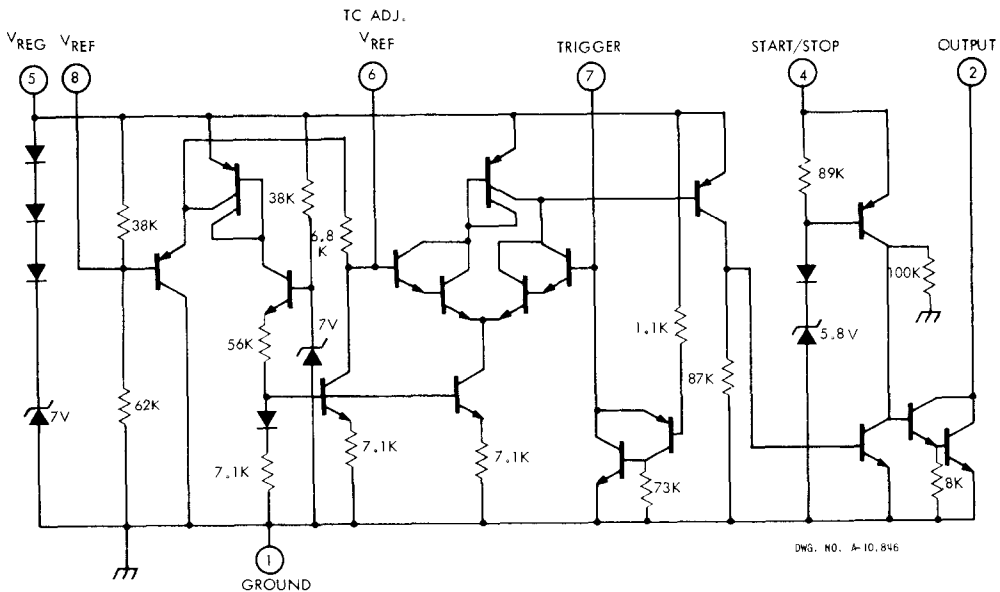 TC ADJ.
VREG VREF VREF TRIGGER START/STOP OUTPUT
5 8 6 7 4 2
89K
38K 38K 6.8 K
100K
7V 1.1K 5.8V
56K
87K
7V 62K
7.1K 7.1K 7.1K 73K 8K
1
GROUND
DWG. NO. A-10,846